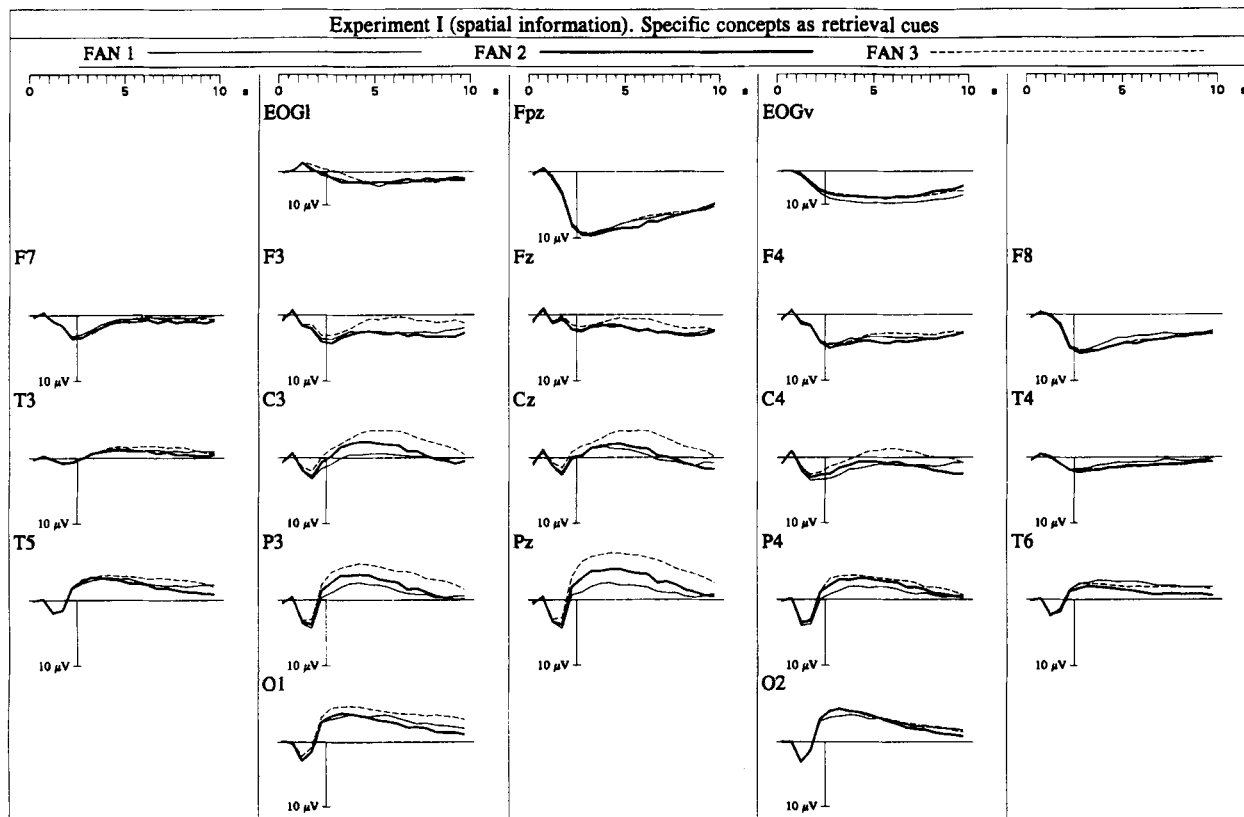 Experiment I (spatial information). Specific concepts as retrieval cues
FAN 1 FAN 2 FAN 3
0 5 10 s 0 5 10 s 0 5 10 s 0 5 10 s 0 5 10 s
EOGl Fpz EOGv
10 µV 10 µV 10 µV
F7 F3 Fz F4 F8
10 µV 10 µV 10 µV 10 µV 10 µV
T3 C3 Cz C4 T4
10 µV 10 µV 10 µV 10 µV 10 µV
T5 P3 Pz P4 T6
10 µV 10 µV 10 µV 10 µV 10 µV
O1 O2
10 µV 10 µV